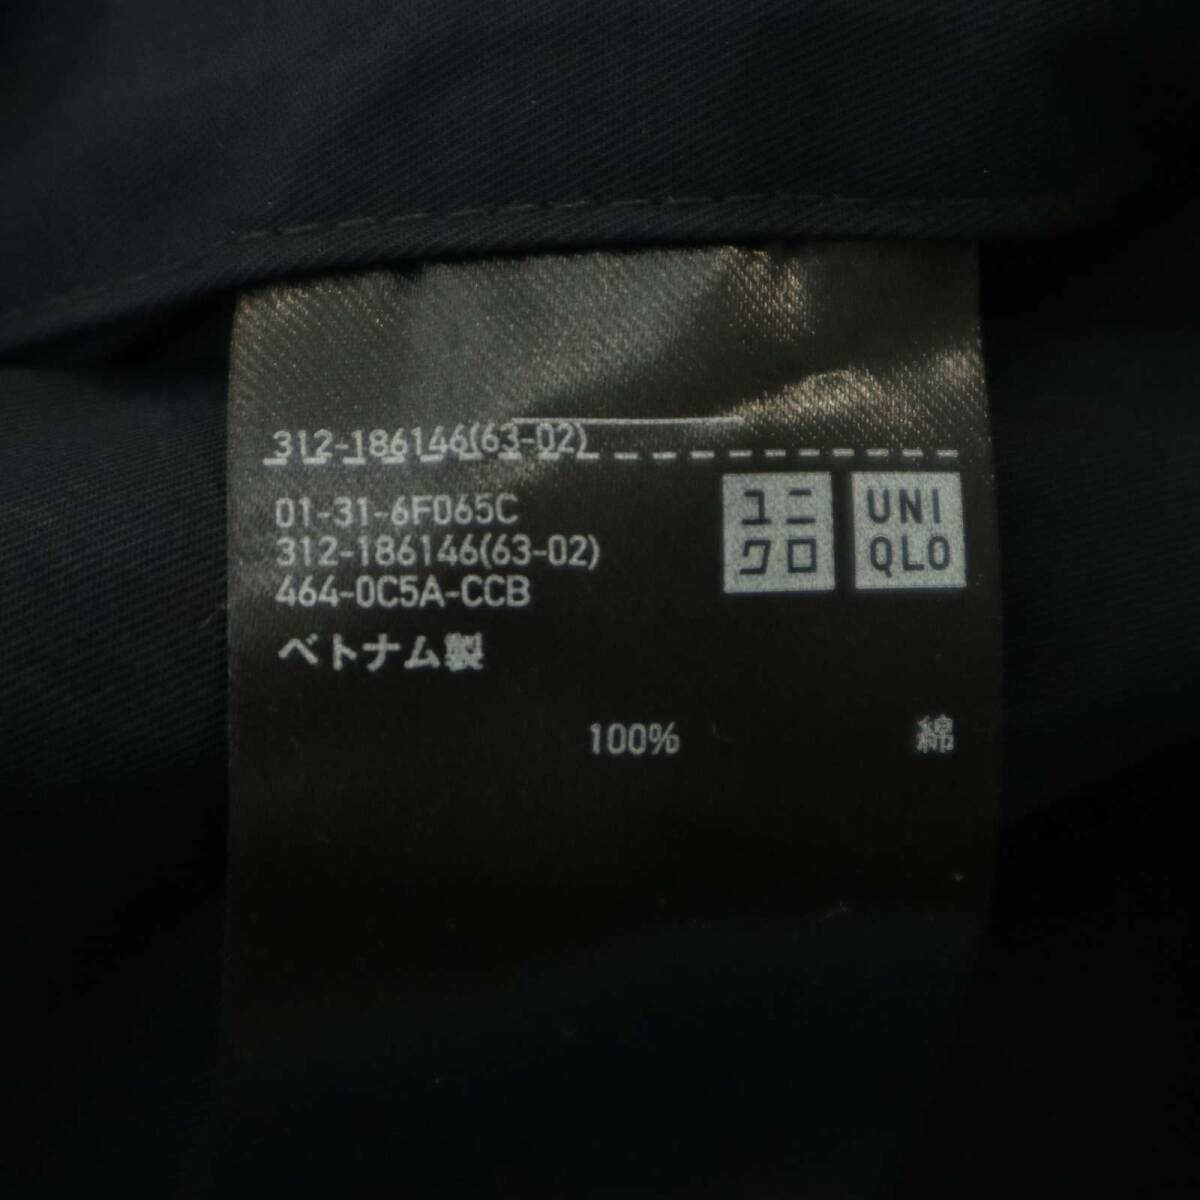 312-186146(63-02)
01-31-6F065C
312-186146(63-02)
464-0C5A-CCB
ベトナム製
ユニ
クロ
UNI
QLO
100% 綿